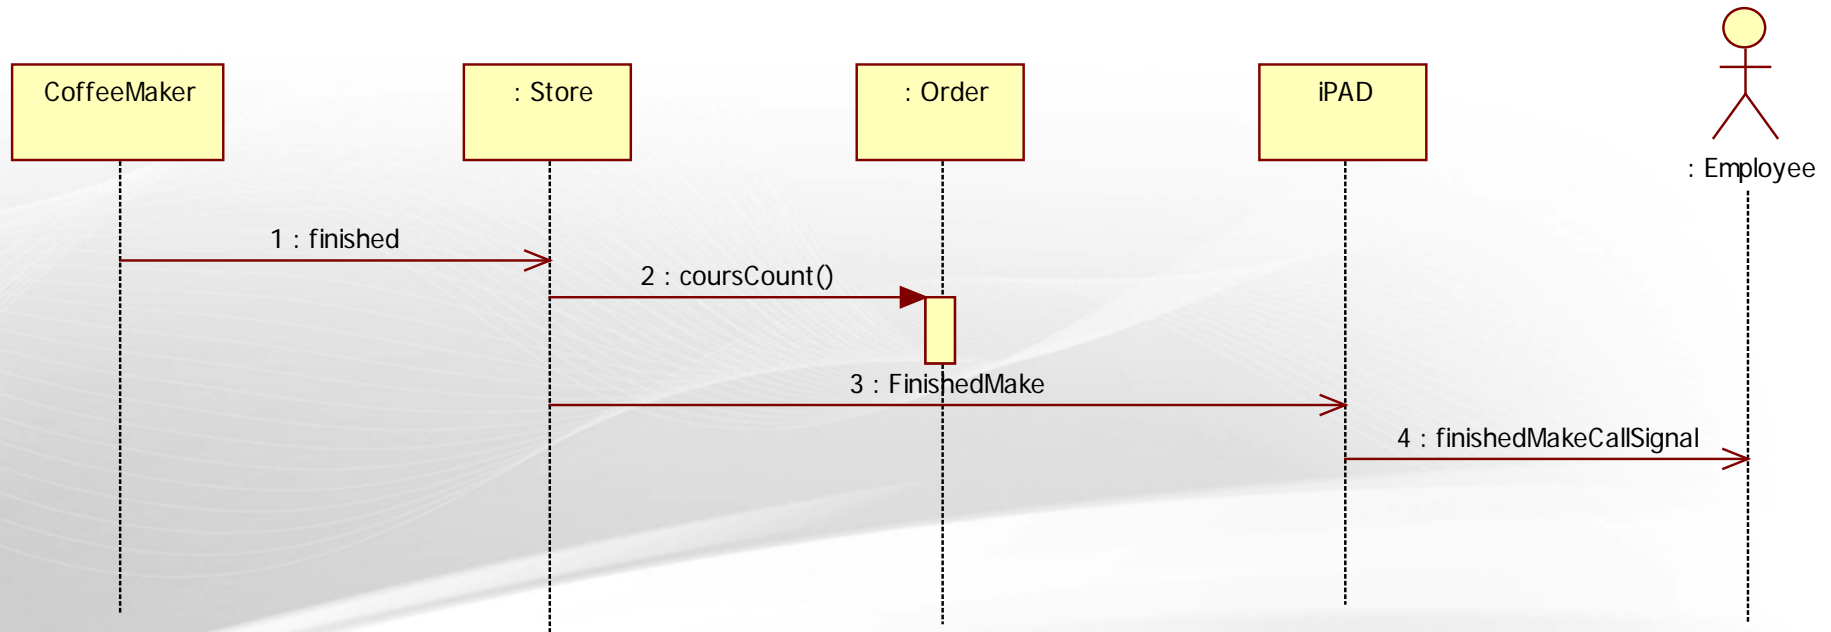 CoffeeMaker
: Store
: Order
iPAD
: Employee
1 : finished
2 : coursCount()
3 : FinishedMake
4 : finishedMakeCallSignal